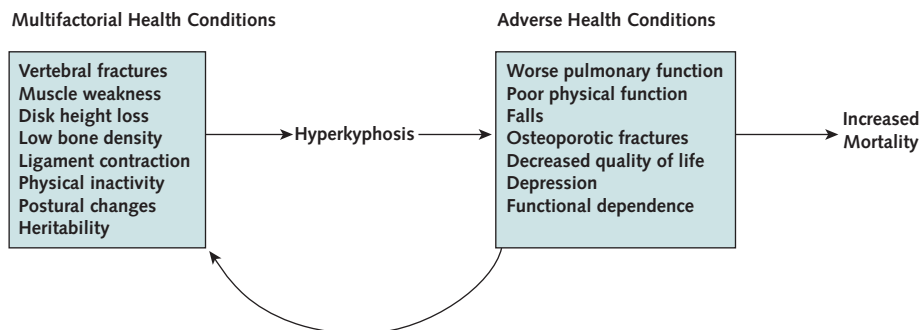 Multifactorial Health Conditions
Vertebral fractures
Muscle weakness
Disk height loss
Low bone density
Ligament contraction
Physical inactivity
Postural changes
Heritability
Hyperkyphosis
Adverse Health Conditions
Worse pulmonary function
Poor physical function
Falls
Osteoporotic fractures
Decreased quality of life
Depression
Functional dependence
Increased
Mortality